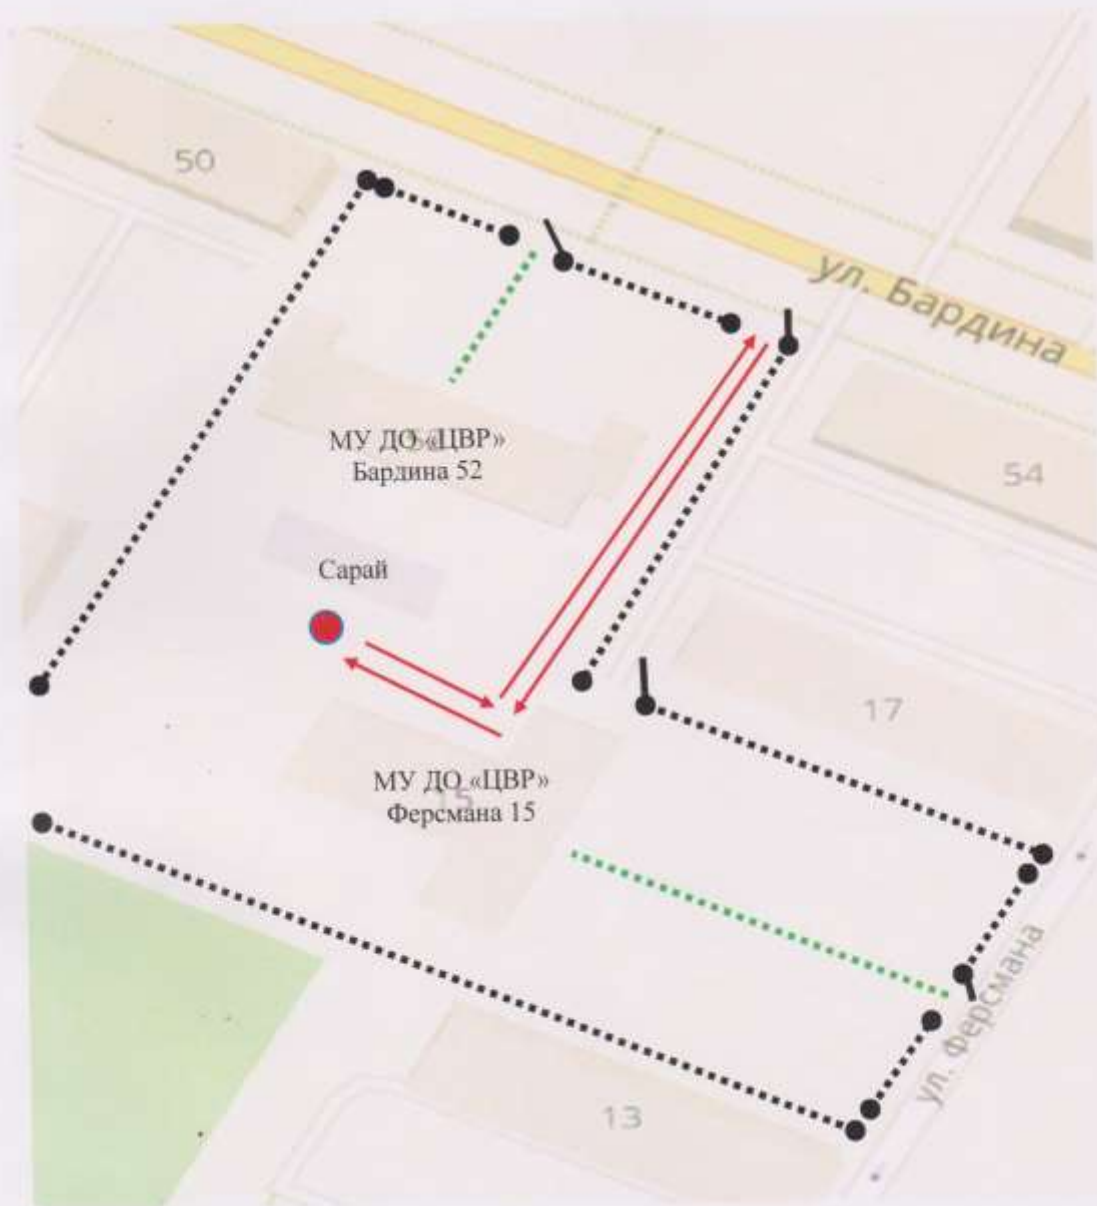 50
ул. Бардина
МУ ДО «ЦВР»
Бардина 52
54
Сарай
17
МУ ДО «ЦВР»
15
Ферсмана 15
ул. Ферсмана
13